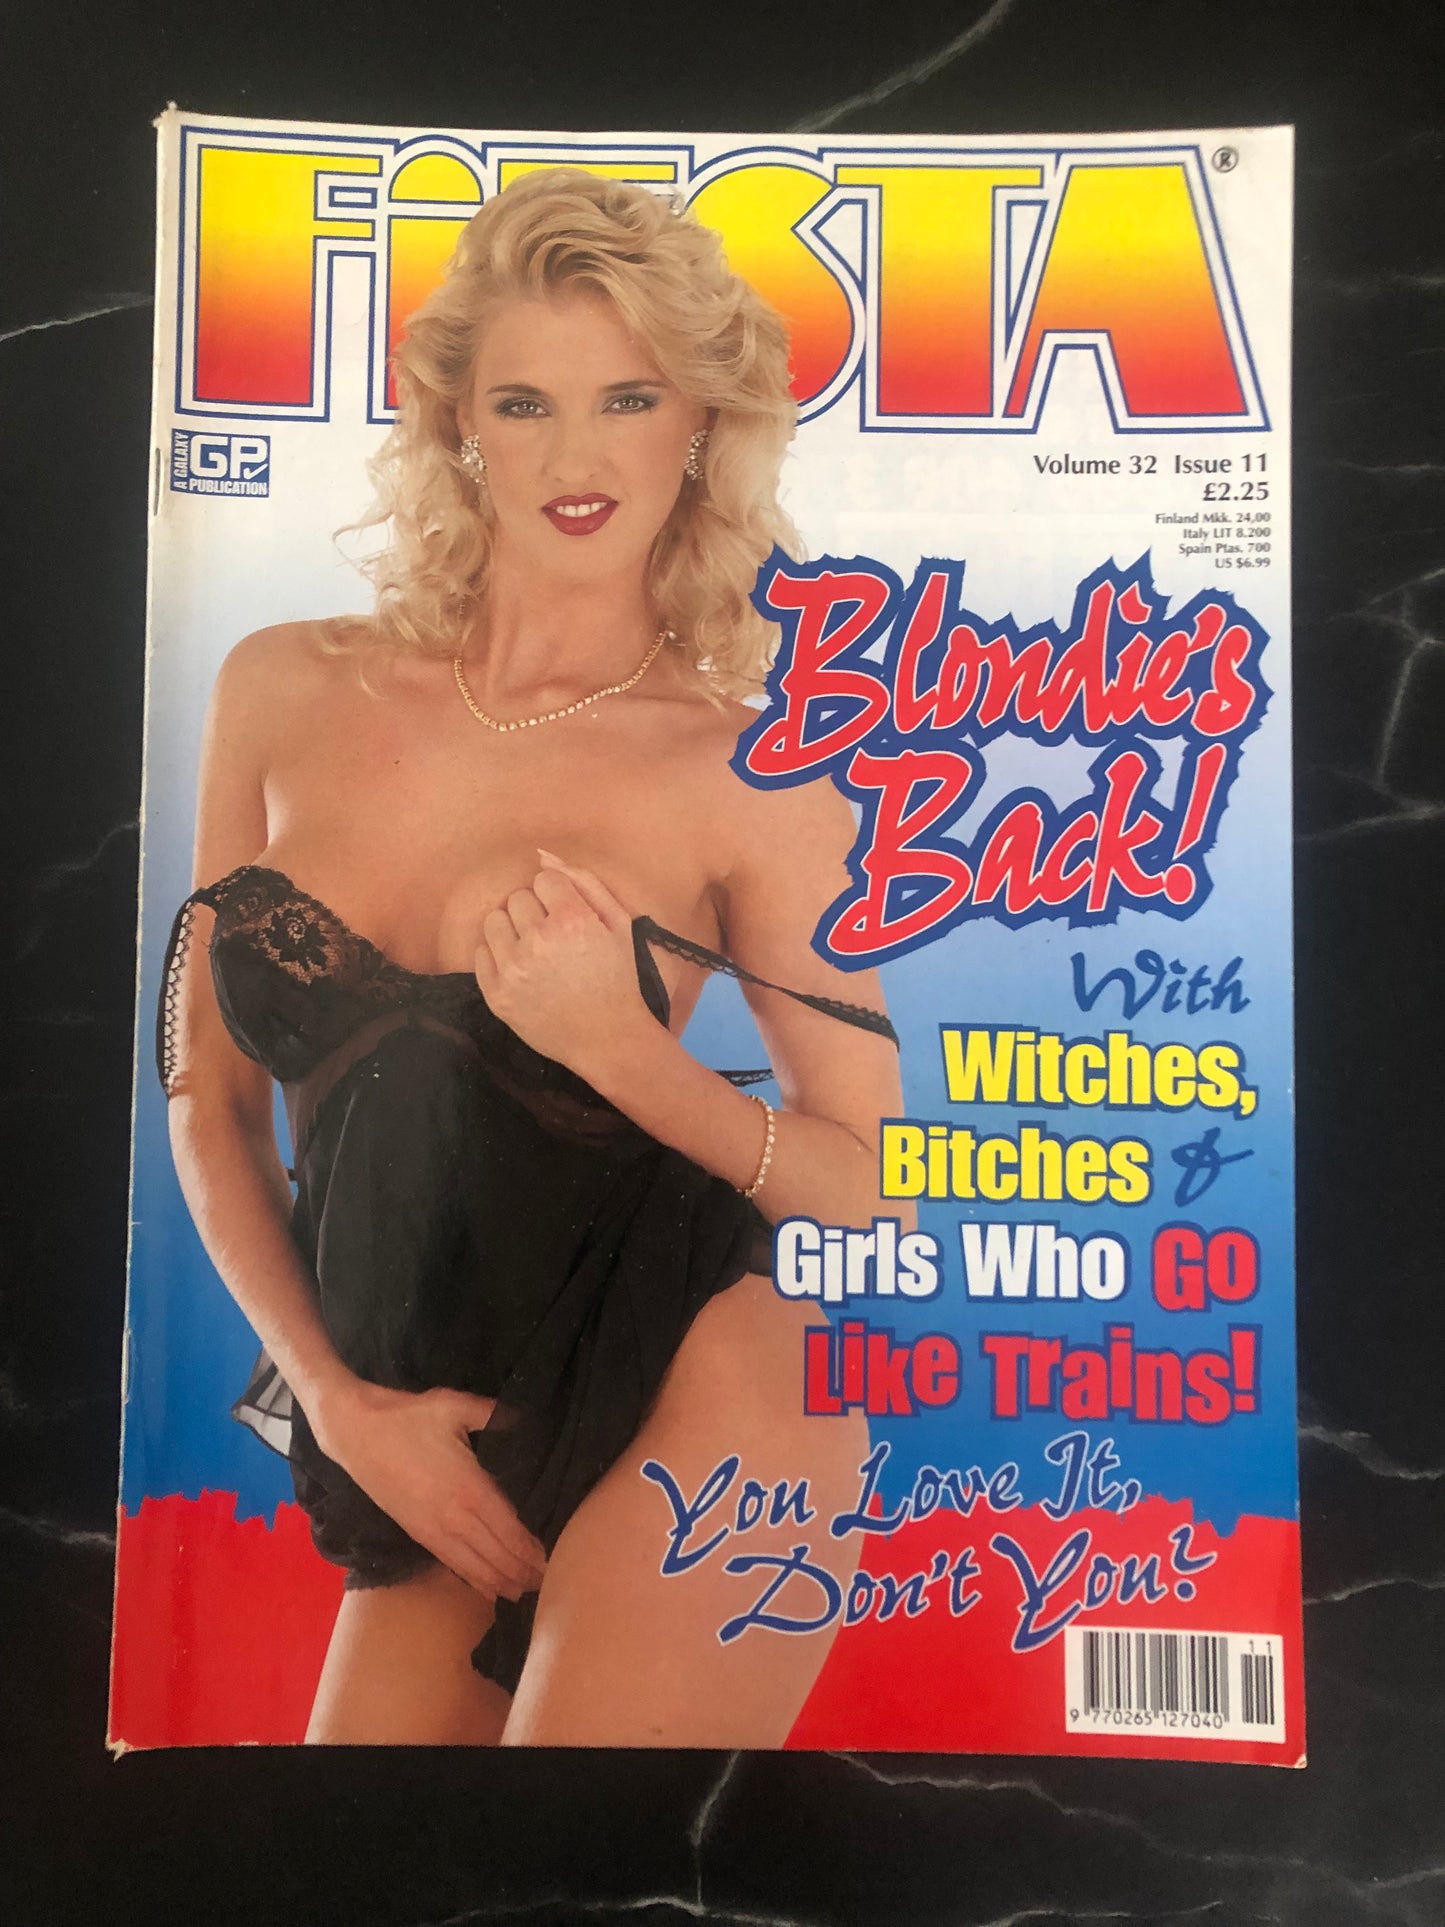 FiESTA®
A GALAXY
GP
PUBLICATION
Volume 32 Issue 11
£2.25
Finland Mkk. 24,00
Italy LIT 8.200
Spain Ptas. 700
US $6.99
Blondie's
Back!
With
Witches,
Bitches &
Girls Who Go
Like Trains!
You Love It,
Don't You?
11
9 770265 127040